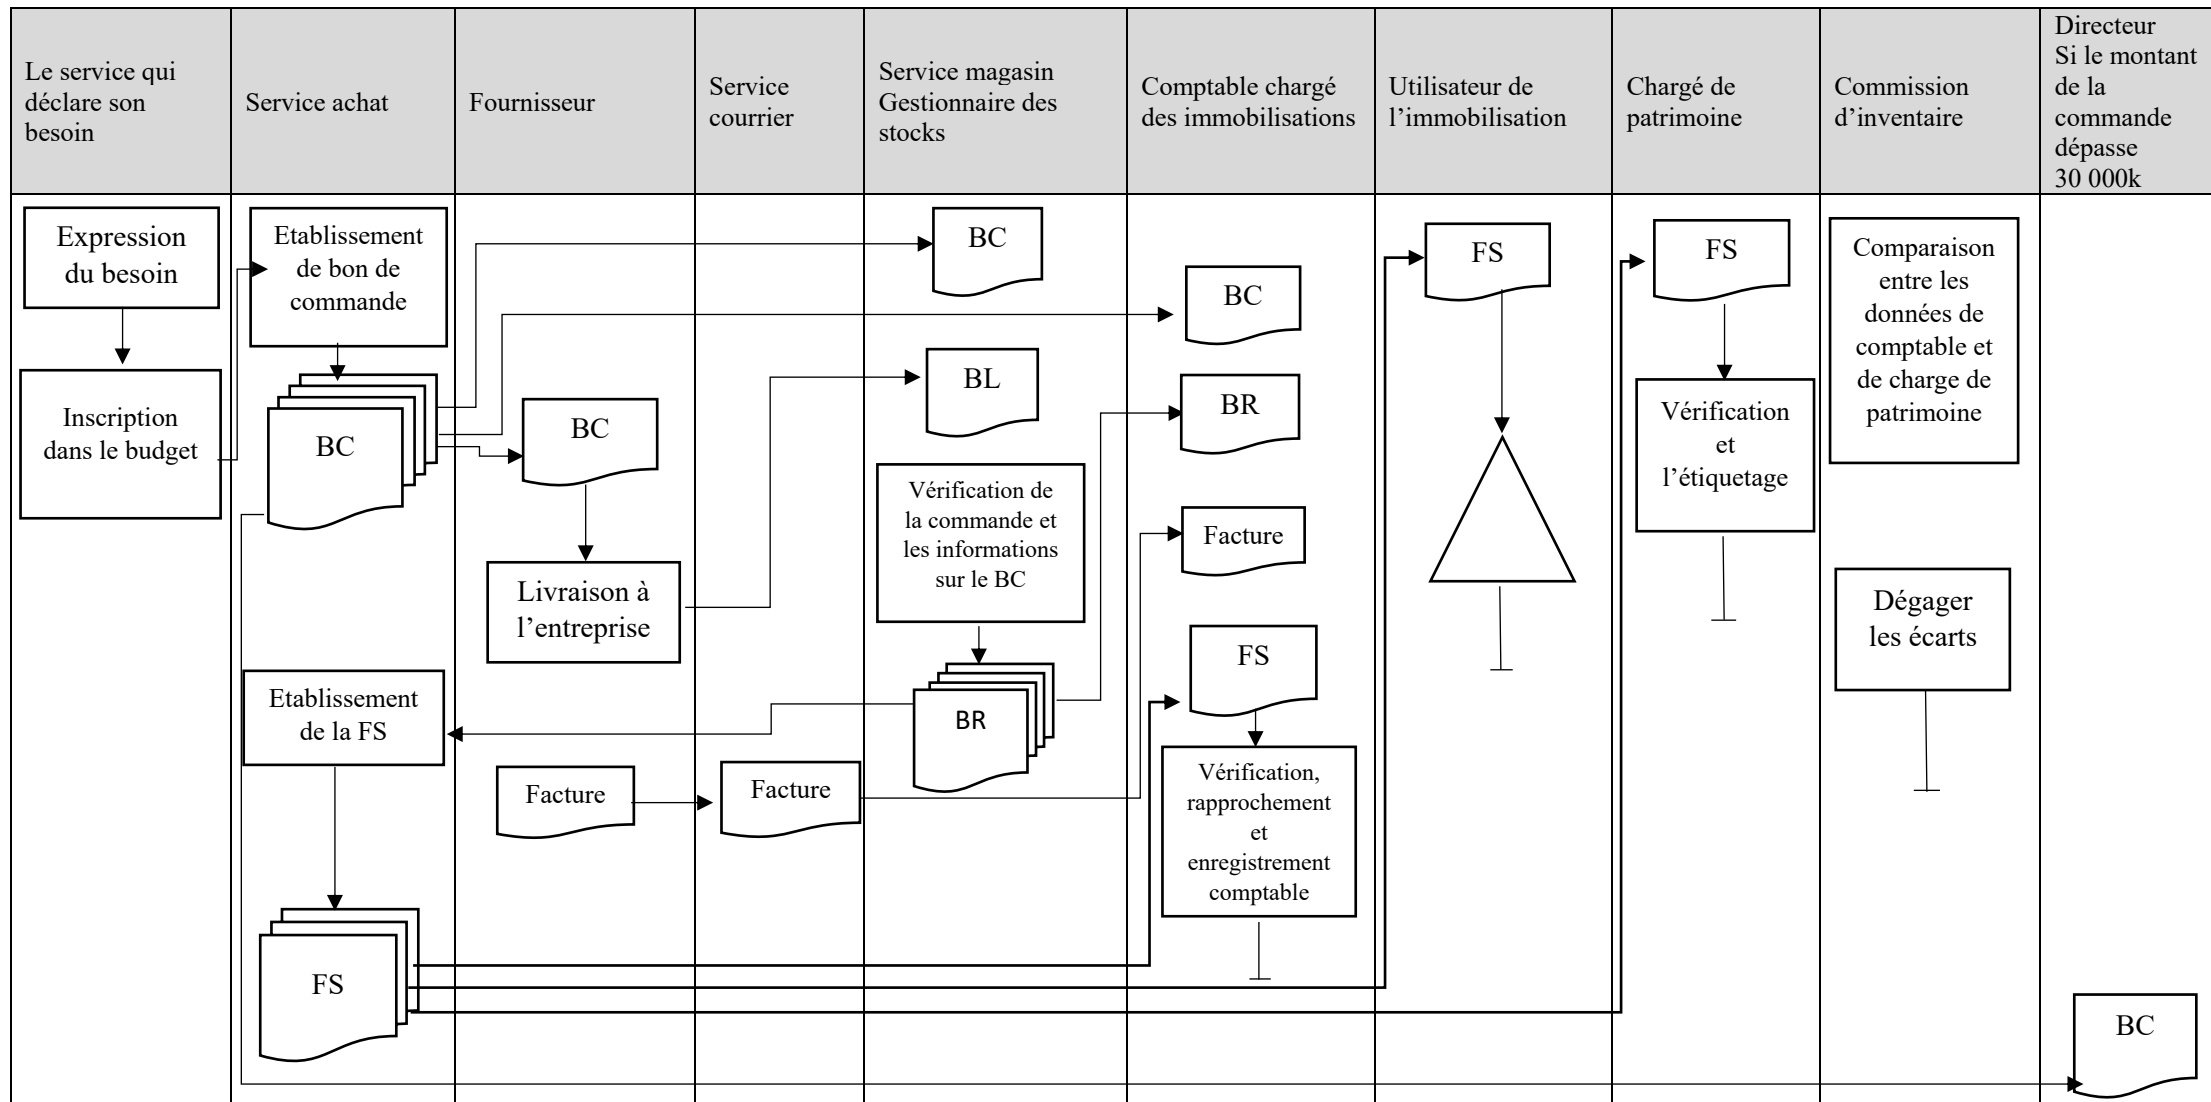 Le service qui
déclare son
besoin
Service achat
Fournisseur
Service
courrier
Service magasin
Gestionnaire des
stocks
Comptable chargé
des immobilisations
Utilisateur de
l’immobilisation
Chargé de
patrimoine
Commission
d’inventaire
Directeur
Si le montant
de la
commande
dépasse
30 000k
Expression
du besoin
Inscription
dans le budget
Etablissement
de bon de
commande
BC
Etablissement
de la FS
FS
BC
Livraison à
l’entreprise
Facture
Facture
BC
BL
Vérification de
la commande et
les informations
sur le BC
BR
BC
BR
Facture
FS
Vérification,
rapprochement
et
enregistrement
comptable
FS
FS
Vérification
et
l’étiquetage
Comparaison
entre les
données de
comptable et
de charge de
patrimoine
Dégager
les écarts
BC